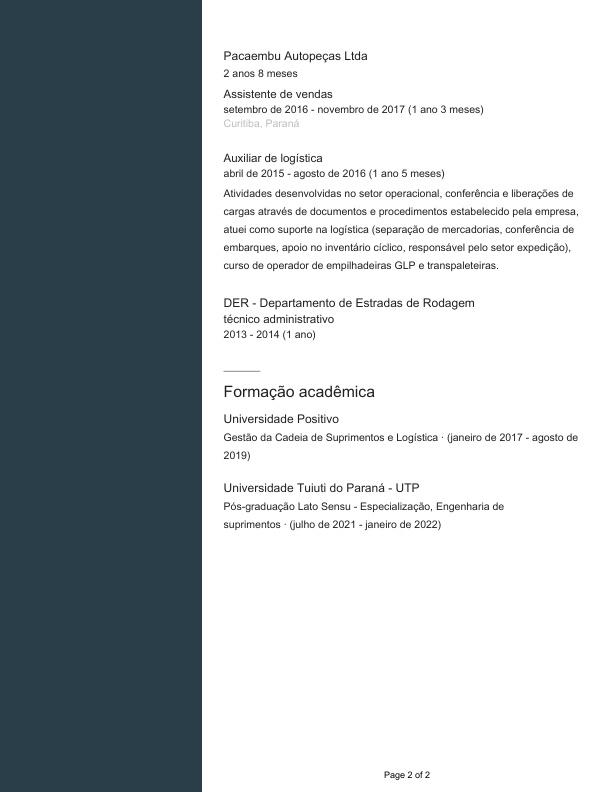 Pacaembu Autopeças Ltda
2 anos 8 meses
Assistente de vendas
setembro de 2016 - novembro de 2017 (1 ano 3 meses)
Curitiba, Paraná
Auxiliar de logística
abril de 2015 - agosto de 2016 (1 ano 5 meses)
Atividades desenvolvidas no setor operacional, conferência e liberações de
cargas através de documentos e procedimentos estabelecido pela empresa,
atuei como suporte na logística (separação de mercadorias, conferência de
embarques, apoio no inventário cíclico, responsável pelo setor expedição),
curso de operador de empilhadeiras GLP e transpaleteiras.
DER - Departamento de Estradas de Rodagem
técnico administrativo
2013 - 2014 (1 ano)
Formação acadêmica
Universidade Positivo
Gestão da Cadeia de Suprimentos e Logística · (janeiro de 2017 - agosto de
2019)
Universidade Tuiuti do Paraná - UTP
Pós-graduação Lato Sensu - Especialização, Engenharia de
suprimentos · (julho de 2021 - janeiro de 2022)
Page 2 of 2